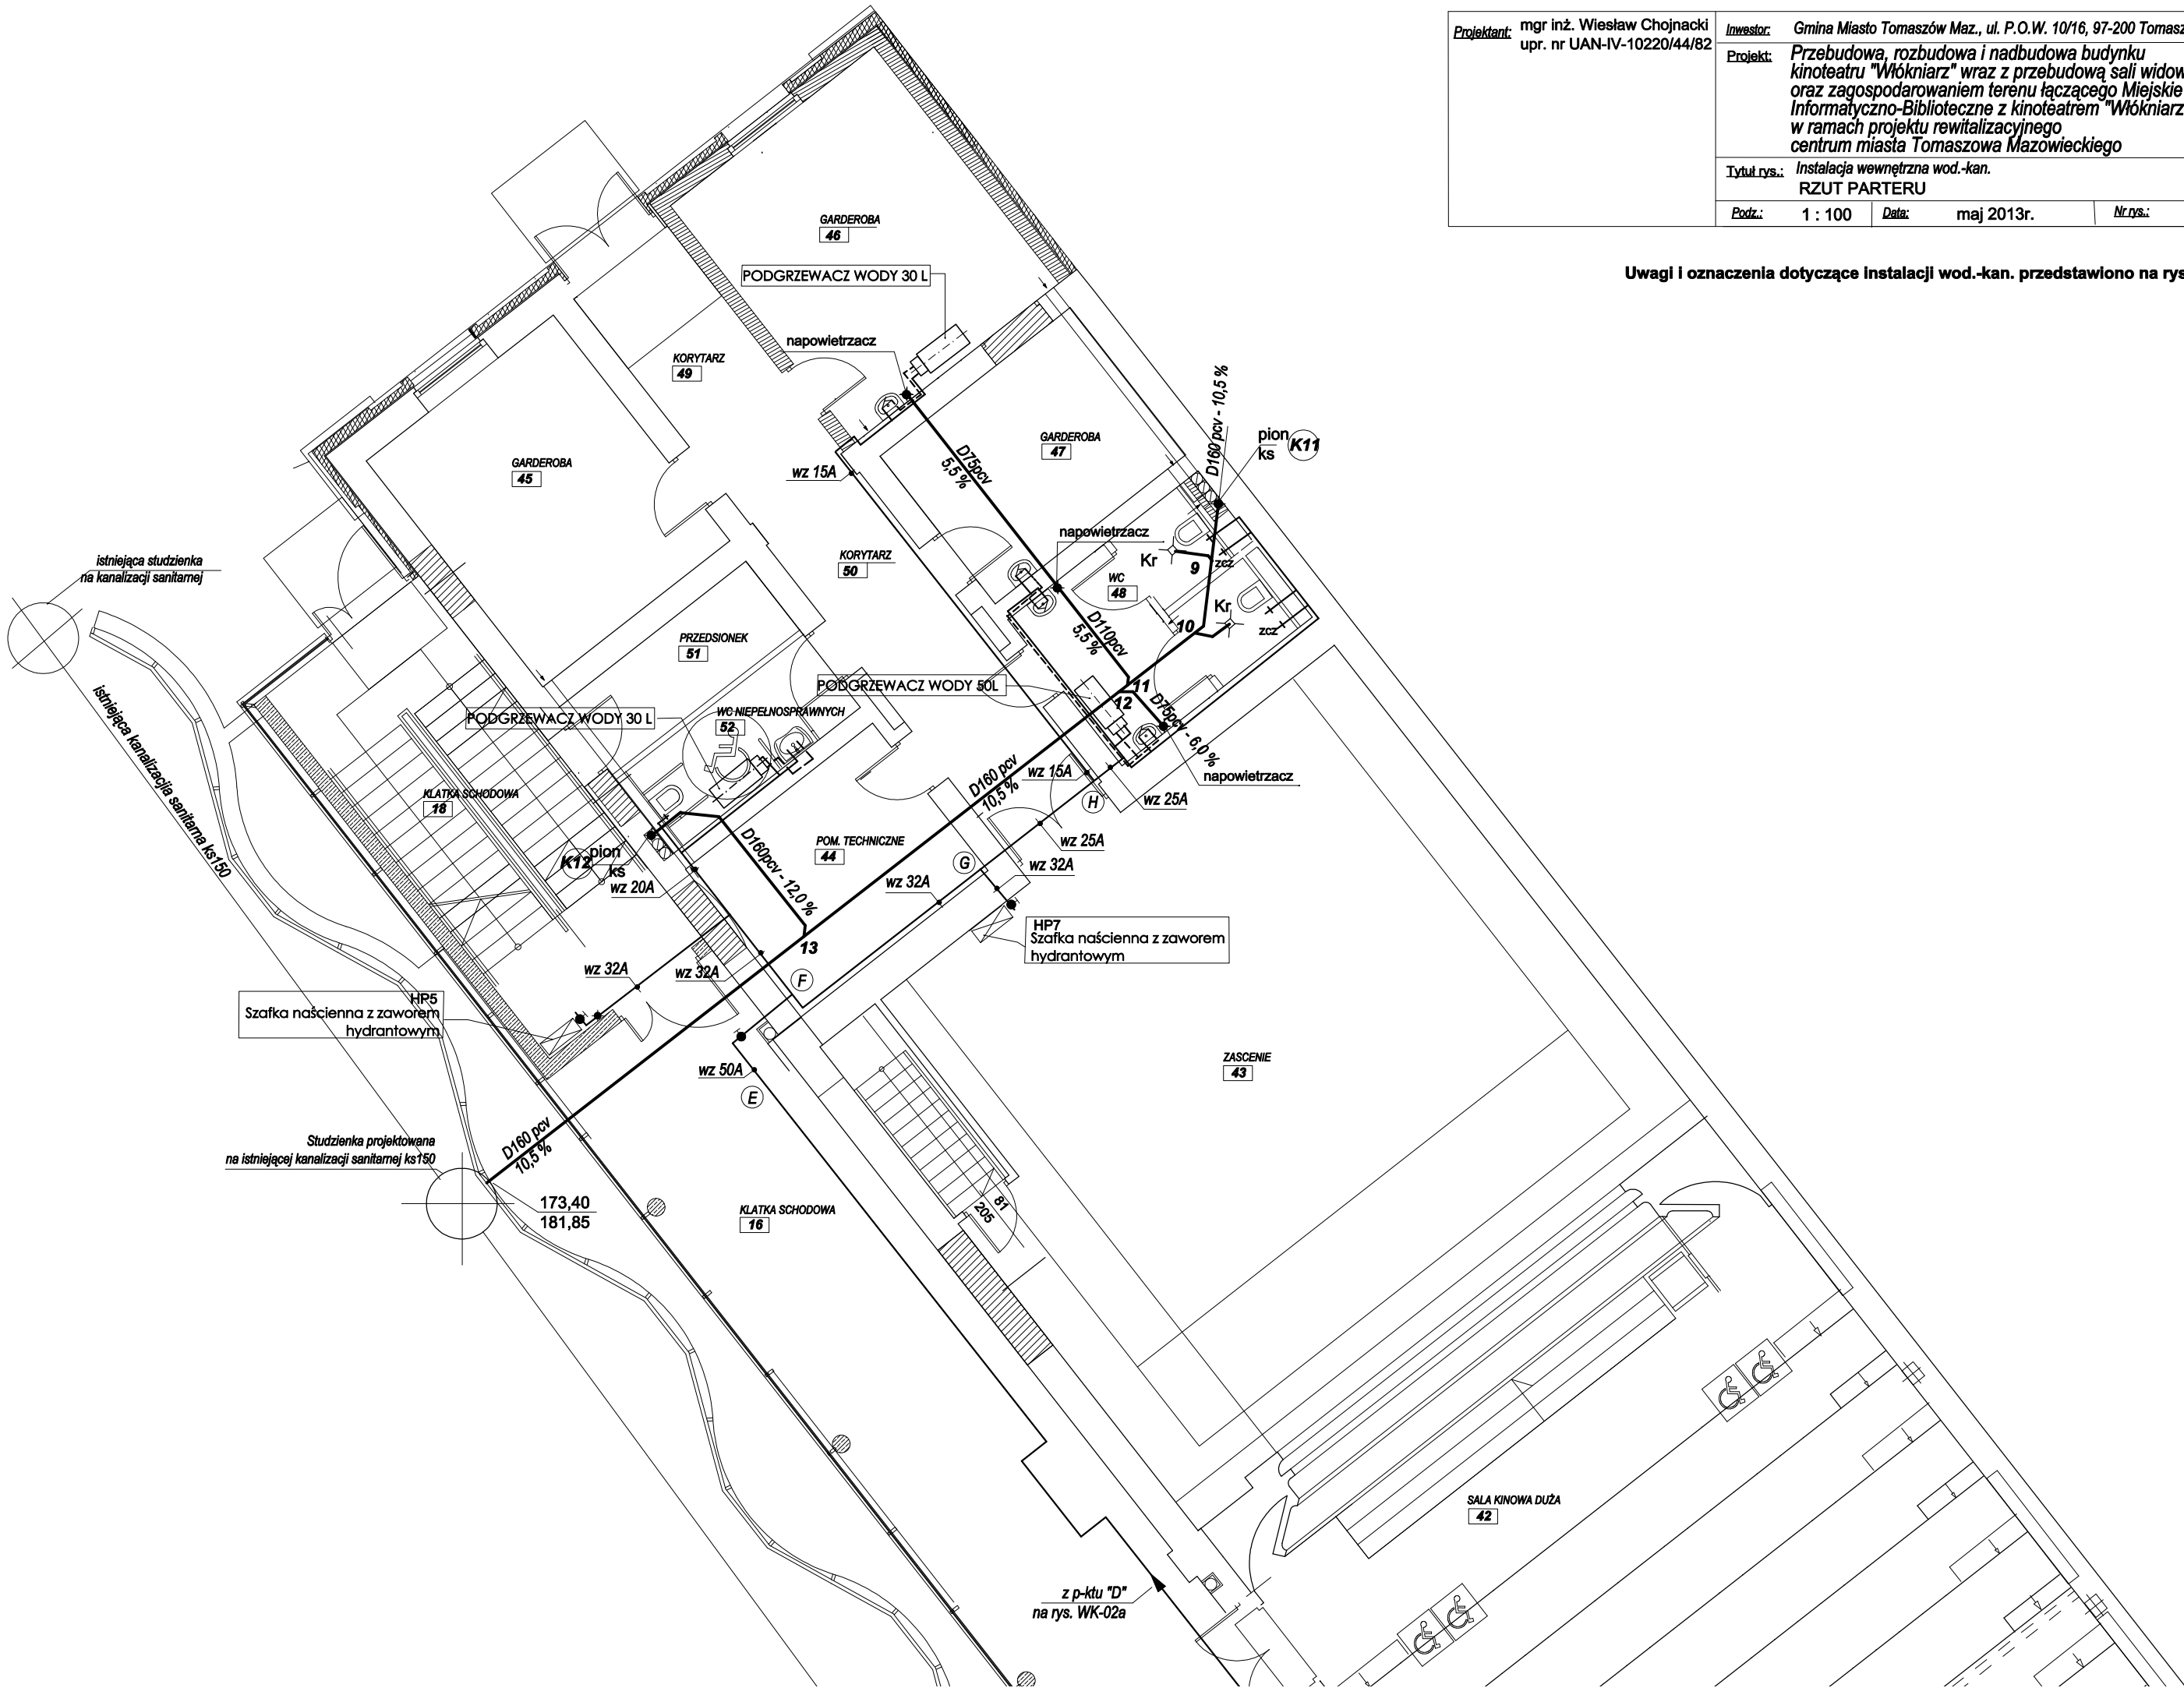 Projektant: mgr inż. Wiesław Chojnacki
upr. nr UAN-IV-10220/44/82
Inwestor: Gmina Miasto Tomaszów Maz., ul. P.O.W. 10/16, 97-200 Tomasz
Projekt: Przebudowa, rozbudowa i nadbudowa budynku
kinoteatru "Włókniarz" wraz z przebudową sali widow
oraz zagospodarowaniem terenu łączącego Miejskie
Informatyczno-Biblioteczne z kinoteatrem "Włókniarz
w ramach projektu rewitalizacyjnego
centrum miasta Tomaszowa Mazowieckiego
Tytuł rys.: Instalacja wewnętrzna wod.-kan.
RZUT PARTERU
Podz.: 1 : 100 Data: maj 2013r. Nr rys.:
Uwagi i oznaczenia dotyczące instalacji wod.-kan. przedstawiono na rys
GARDEROBA
46
PODGRZEWACZ WODY 30 L
napowietrzacz
KORYTARZ
49
D160 pcv - 10,5 %
pion
ks
K11
GARDEROBA
47
D75pcv
5,5 %
GARDEROBA
45
wz 15A
napowietrzacz
Kr
9
zcz
istniejąca studzienka
na kanalizacji sanitarnej
KORYTARZ
50
WC
48
Kr
10
zcz
D110pcv
5,5 %
PRZEDSIONEK
51
PODGRZEWACZ WODY 50L
11
12
D75pcv - 6,0 %
istniejąca kanalizacjia sanitarna ks150
PODGRZEWACZ WODY 30 L
WC NIEPEŁNOSPRAWNYCH
52
wz 15A
napowietrzacz
KLATKA SCHODOWA
18
D160 pcv
10,5 %
H
wz 25A
POM. TECHNICZNE
44
wz 25A
D160pcv - 12,0 %
K12
pion
ks
G
wz 32A
wz 20A
wz 32A
HP7
Szafka naścienna z zaworem
hydrantowym
13
wz 32A
wz 32A
F
HP5
Szafka naścienna z zaworem
hydrantowym
ZASCENIE
43
wz 50A
E
D160 pcv
10,5 %
Studzienka projektowana
na istniejącej kanalizacji sanitarnej ks150
173,40
181,85
KLATKA SCHODOWA
16
81
205
SALA KINOWA DUŻA
42
z p-ktu "D"
na rys. WK-02a